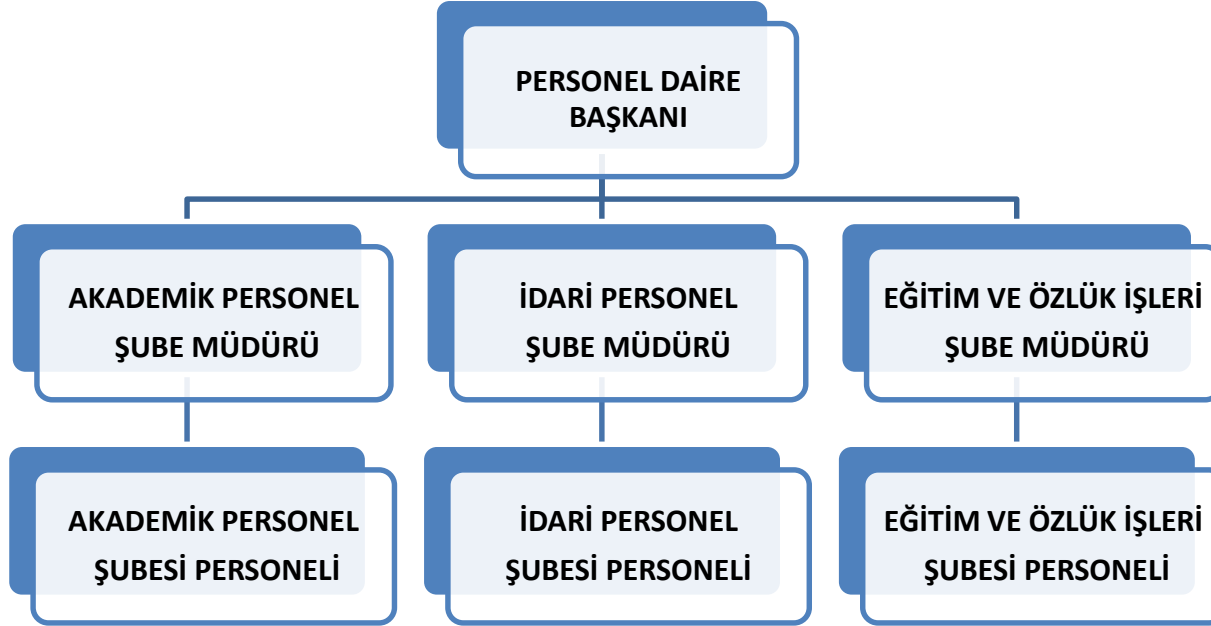 PERSONEL DAİRE
BAŞKANI
AKADEMİK PERSONEL
ŞUBE MÜDÜRÜ
İDARİ PERSONEL
ŞUBE MÜDÜRÜ
EĞİTİM VE ÖZLÜK İŞLERİ
ŞUBE MÜDÜRÜ
AKADEMİK PERSONEL
ŞUBESİ PERSONELİ
İDARİ PERSONEL
ŞUBESİ PERSONELİ
EĞİTİM VE ÖZLÜK İŞLERİ
ŞUBESİ PERSONELİ